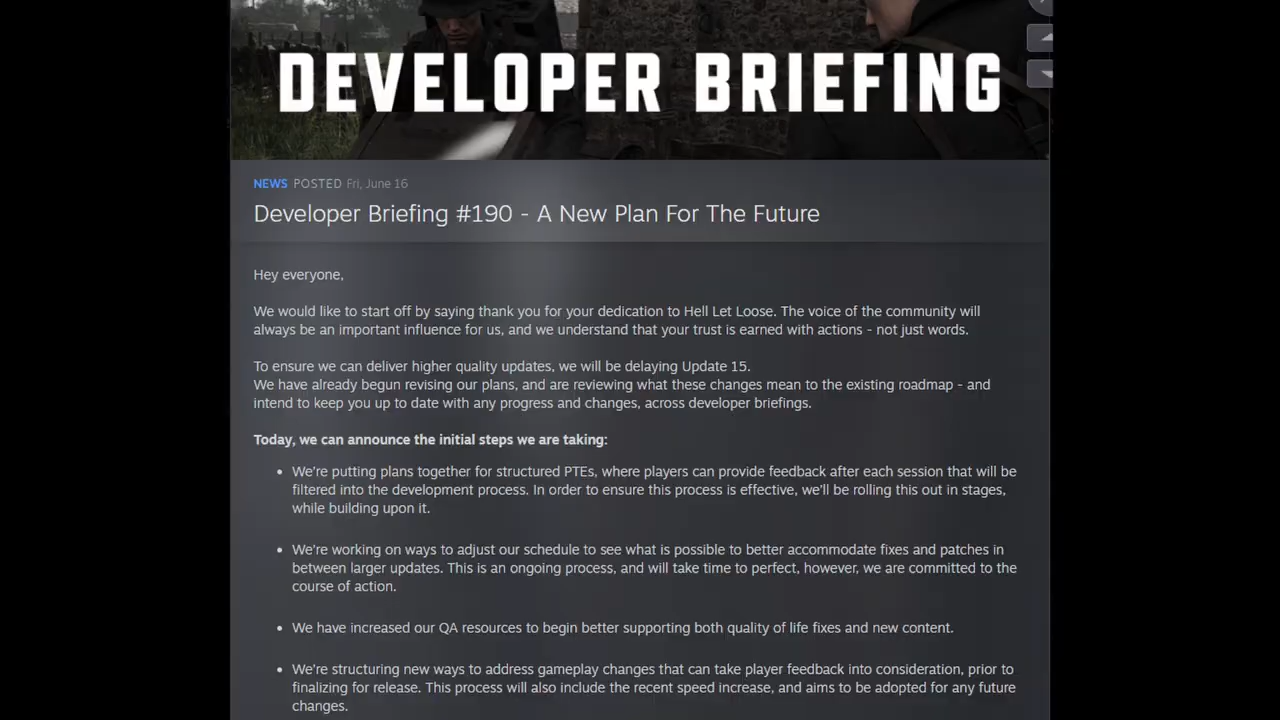 DEVELOPER BRIEFING
NEWS POSTED Fri, June 16
Developer Briefing #190 - A New Plan For The Future
Hey everyone,
We would like to start off by saying thank you for your dedication to Hell Let Loose. The voice of the community will
always be an important influence for us, and we understand that your trust is earned with actions - not just words.
To ensure we can deliver higher quality updates, we will be delaying Update 15.
We have already begun revising our plans, and are reviewing what these changes mean to the existing roadmap - and
intend to keep you up to date with any progress and changes, across developer briefings.
Today, we can announce the initial steps we are taking:
• We're putting plans together for structured PTEs, where players can provide feedback after each session that will be
filtered into the development process. In order to ensure this process is effective, we'll be rolling this out in stages,
while building upon it.
• We're working on ways to adjust our schedule to see what is possible to better accommodate fixes and patches in
between larger updates. This is an ongoing process, and will take time to perfect, however, we are committed to the
course of action.
• We have increased our QA resources to begin better supporting both quality of life fixes and new content.
• We're structuring new ways to address gameplay changes that can take player feedback into consideration, prior to
finalizing for release. This process will also include the recent speed increase, and aims to be adopted for any future
changes.